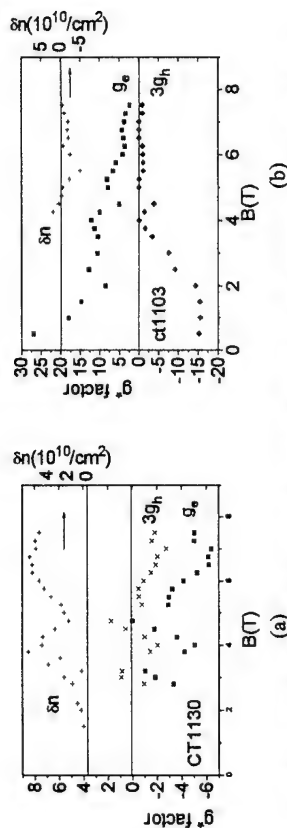 δn(10¹⁰/cm²)
8
6
4
2
0
-2
-4
-6
g* factor
4
2
0
δn
3g_h
g_e
CT1130
0
2
4
6
8
B(T)
(a)
δn(10¹⁰/cm²)
30
25
20
15
10
5
0
-5
-10
-15
-20
g* factor
5
0
-5
δn
g_e
3g_h
ct1103
0
2
4
6
8
B(T)
(b)